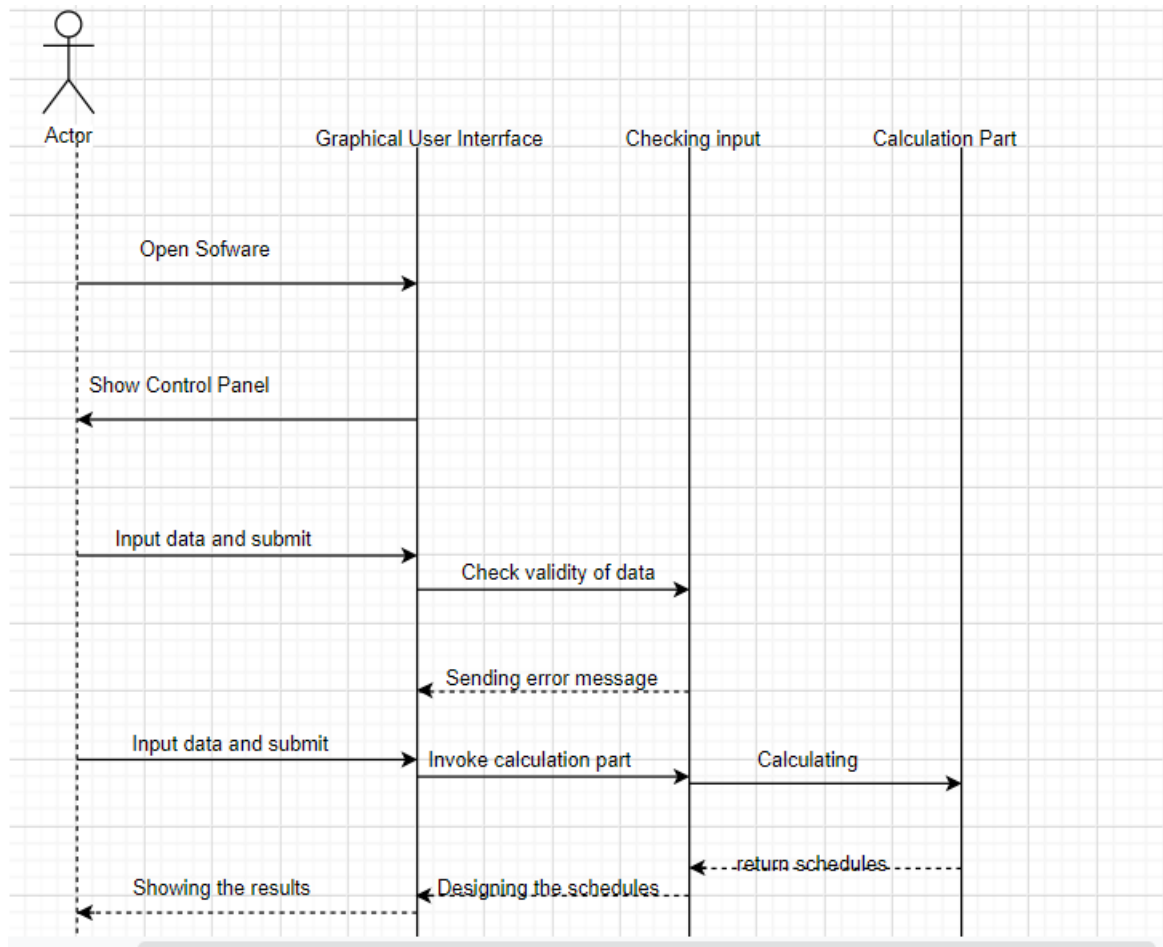 Actor
Graphical User Interrface
Checking input
Calculation Part
Open Sofware
Show Control Panel
Input data and submit
Check validity of data
Sending error message
Input data and submit
Invoke calculation part
Calculating
return schedules
Showing the results
Designing the schedules